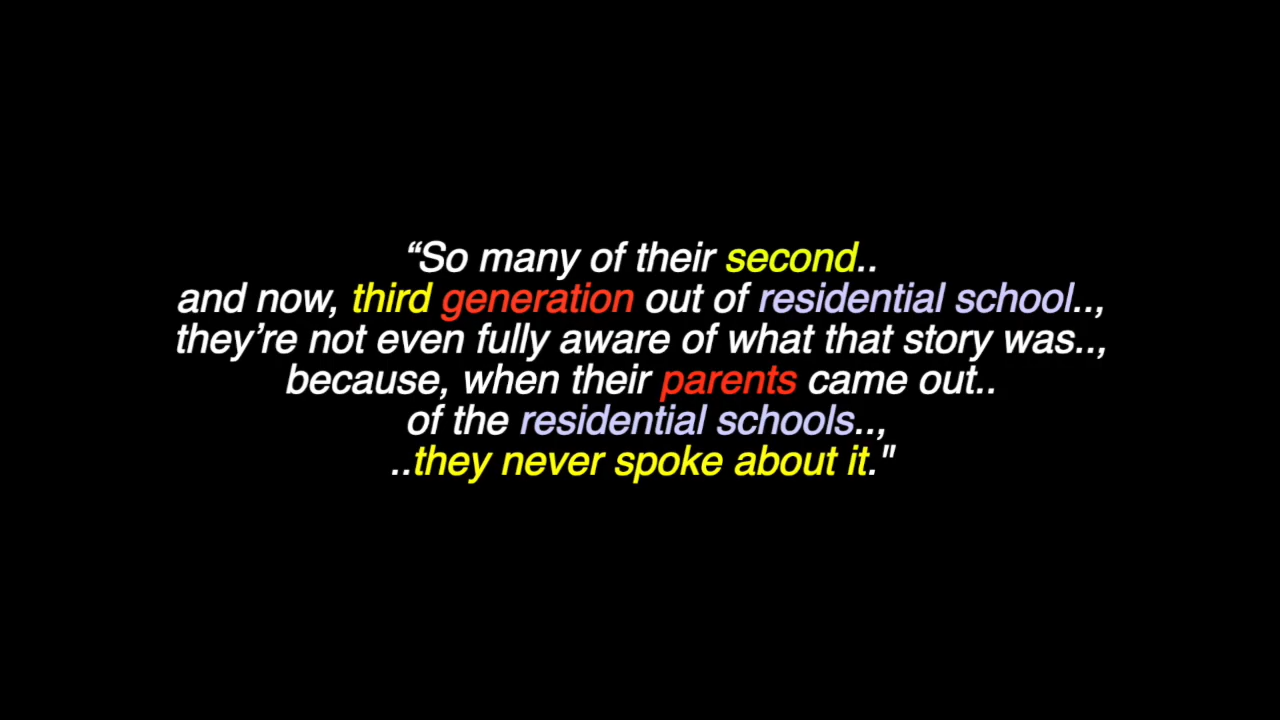 “So many of their second..
and now, third generation out of residential school..,
they’re not even fully aware of what that story was..,
because, when their parents came out..
of the residential schools..,
..they never spoke about it."